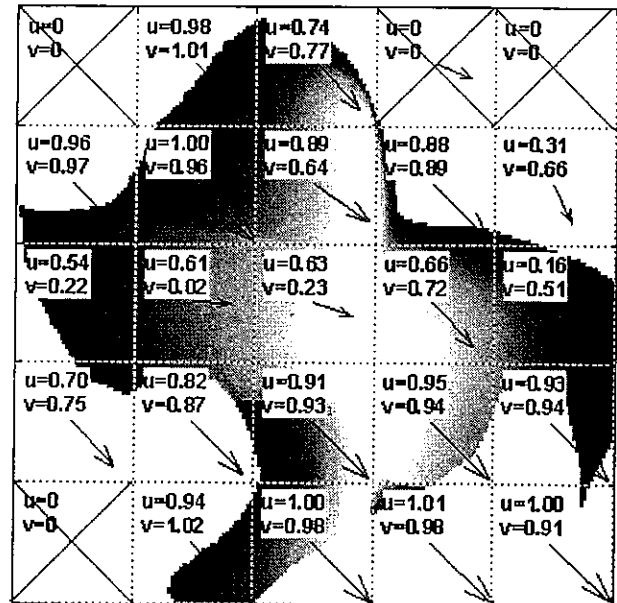 u=0
v=0
u=0.98
v=1.01
u=0.74
v=0.77
u=0
v=0
u=0
v=0
u=0.96
v=0.97
u=1.00
v=0.96
u=0.89
v=0.64
u=0.88
v=0.89
u=0.31
v=0.66
u=0.54
v=0.22
u=0.61
v=0.02
u=0.63
v=0.23
u=0.66
v=0.72
u=0.16
v=0.51
u=0.70
v=0.75
u=0.82
v=0.87
u=0.91
v=0.93
u=0.95
v=0.94
u=0.93
v=0.94
u=0
v=0
u=0.94
v=1.02
u=1.00
v=0.98
u=1.01
v=0.98
u=1.00
v=0.91